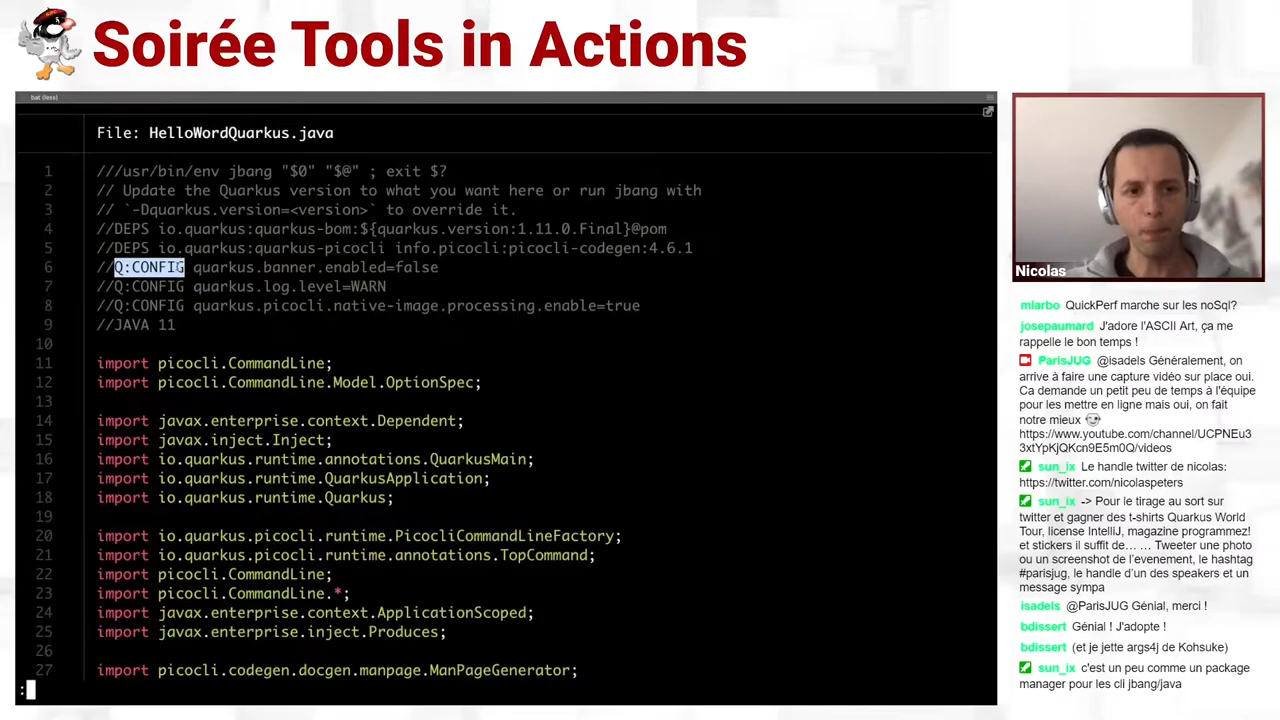 Soirée Tools in Actions
bat (less)
File: HelloWordQuarkus.java
1 ///usr/bin/env jbang "$0" "$@" ; exit $?
2 // Update the Quarkus version to what you want here or run jbang with
3 // `-Dquarkus.version=<version>` to override it.
4 //DEPS io.quarkus:quarkus-bom:${quarkus.version:1.11.0.Final}@pom
5 //DEPS io.quarkus:quarkus-picocli info.picocli:picocli-codegen:4.6.1
6 //Q:CONFIG quarkus.banner.enabled=false
7 //Q:CONFIG quarkus.log.level=WARN
8 //Q:CONFIG quarkus.picocli.native-image.processing.enable=true
9 //JAVA 11
10
11 import picocli.CommandLine;
12 import picocli.CommandLine.Model.OptionSpec;
13
14 import javax.enterprise.context.Dependent;
15 import javax.inject.Inject;
16 import io.quarkus.runtime.annotations.QuarkusMain;
17 import io.quarkus.runtime.QuarkusApplication;
18 import io.quarkus.runtime.Quarkus;
19
20 import io.quarkus.picocli.runtime.PicocliCommandLineFactory;
21 import io.quarkus.picocli.runtime.annotations.TopCommand;
22 import picocli.CommandLine;
23 import picocli.CommandLine.*;
24 import javax.enterprise.context.ApplicationScoped;
25 import javax.enterprise.inject.Produces;
26
27 import picocli.codegen.docgen.manpage.ManPageGenerator;
:
Nicolas
mlarbo QuickPerf marche sur les noSql?
josepaumard J'adore l'ASCII Art, ça me
rappelle le bon temps !
ParisJUG @isadels Généralement, on
arrive à faire une capture vidéo sur place oui.
Ca demande un petit peu de temps à l'équipe
pour les mettre en ligne mais oui, on fait
notre mieux
https://www.youtube.com/channel/UCPNEu3
3xtYpKjQKcn9E5m0Q/videos
sun_ix Le handle twitter de nicolas:
https://twitter.com/nicolaspeters
sun_ix -> Pour le tirage au sort sur
twitter et gagner des t-shirts Quarkus World
Tour, license IntelliJ, magazine programmez!
et stickers il suffit de… … Tweeter une photo
ou un screenshot de l'evenement, le hashtag
#parisjug, le handle d'un des speakers et un
message sympa
isadels @ParisJUG Génial, merci !
bdissert Génial ! J'adopte !
bdissert (et je jette args4j de Kohsuke)
sun_ix c'est un peu comme un package
manager pour les cli jbang/java